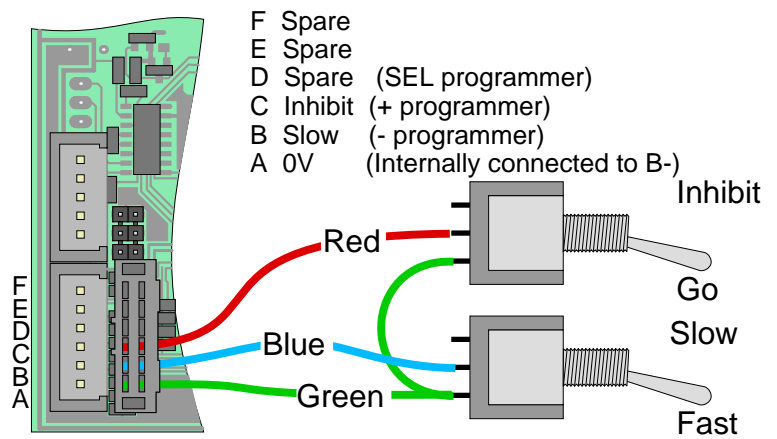 F Spare
E Spare
D Spare (SEL programmer)
C Inhibit (+ programmer)
B Slow (- programmer)
A 0V (Internally connected to B-)
Inhibit
Red
Go
F
E
D
C
B
A
Slow
Blue
Green
Fast